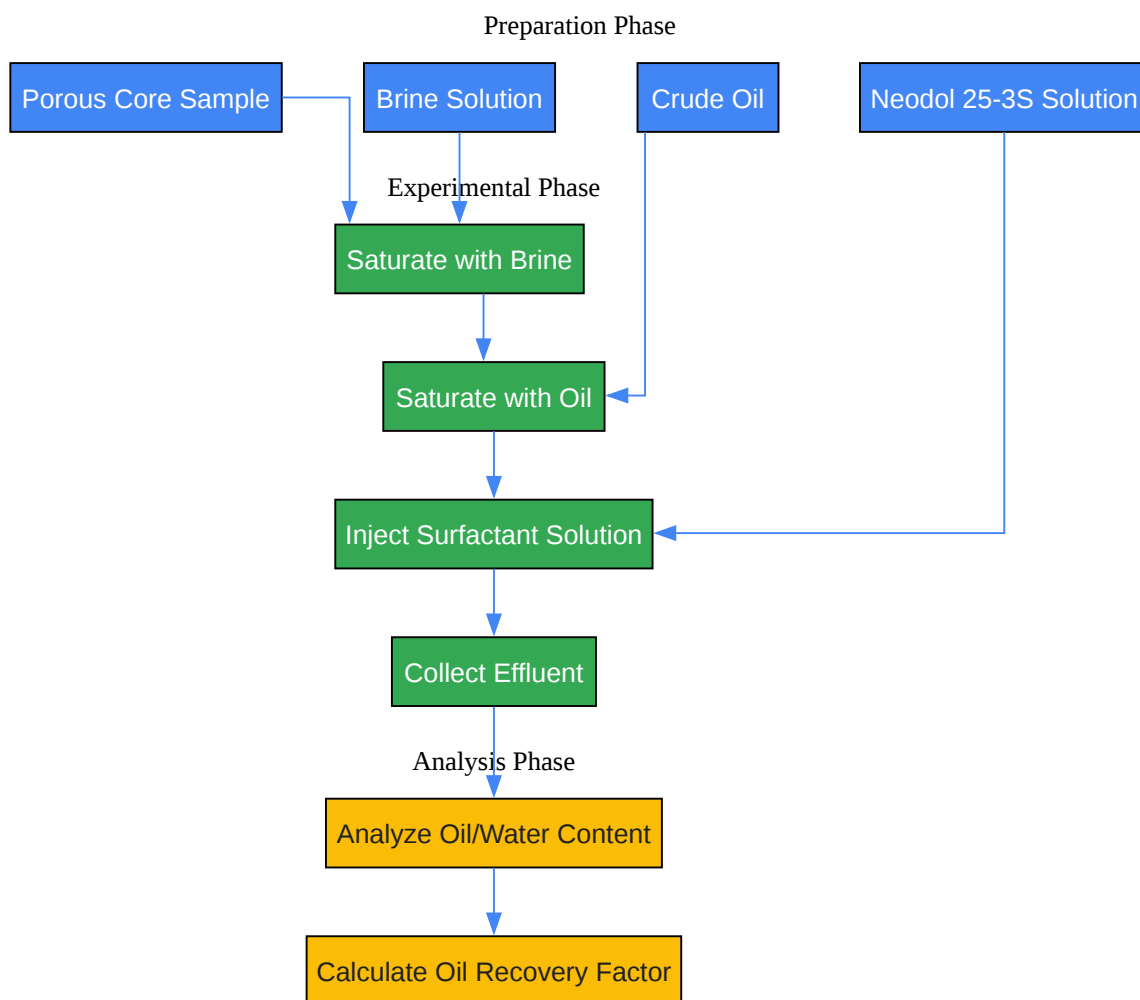 Preparation Phase
Porous Core Sample
Brine Solution
Crude Oil
Neodol 25-3S Solution
Experimental Phase
Saturate with Brine
Saturate with Oil
Inject Surfactant Solution
Collect Effluent
Analysis Phase
Analyze Oil/Water Content
Calculate Oil Recovery Factor